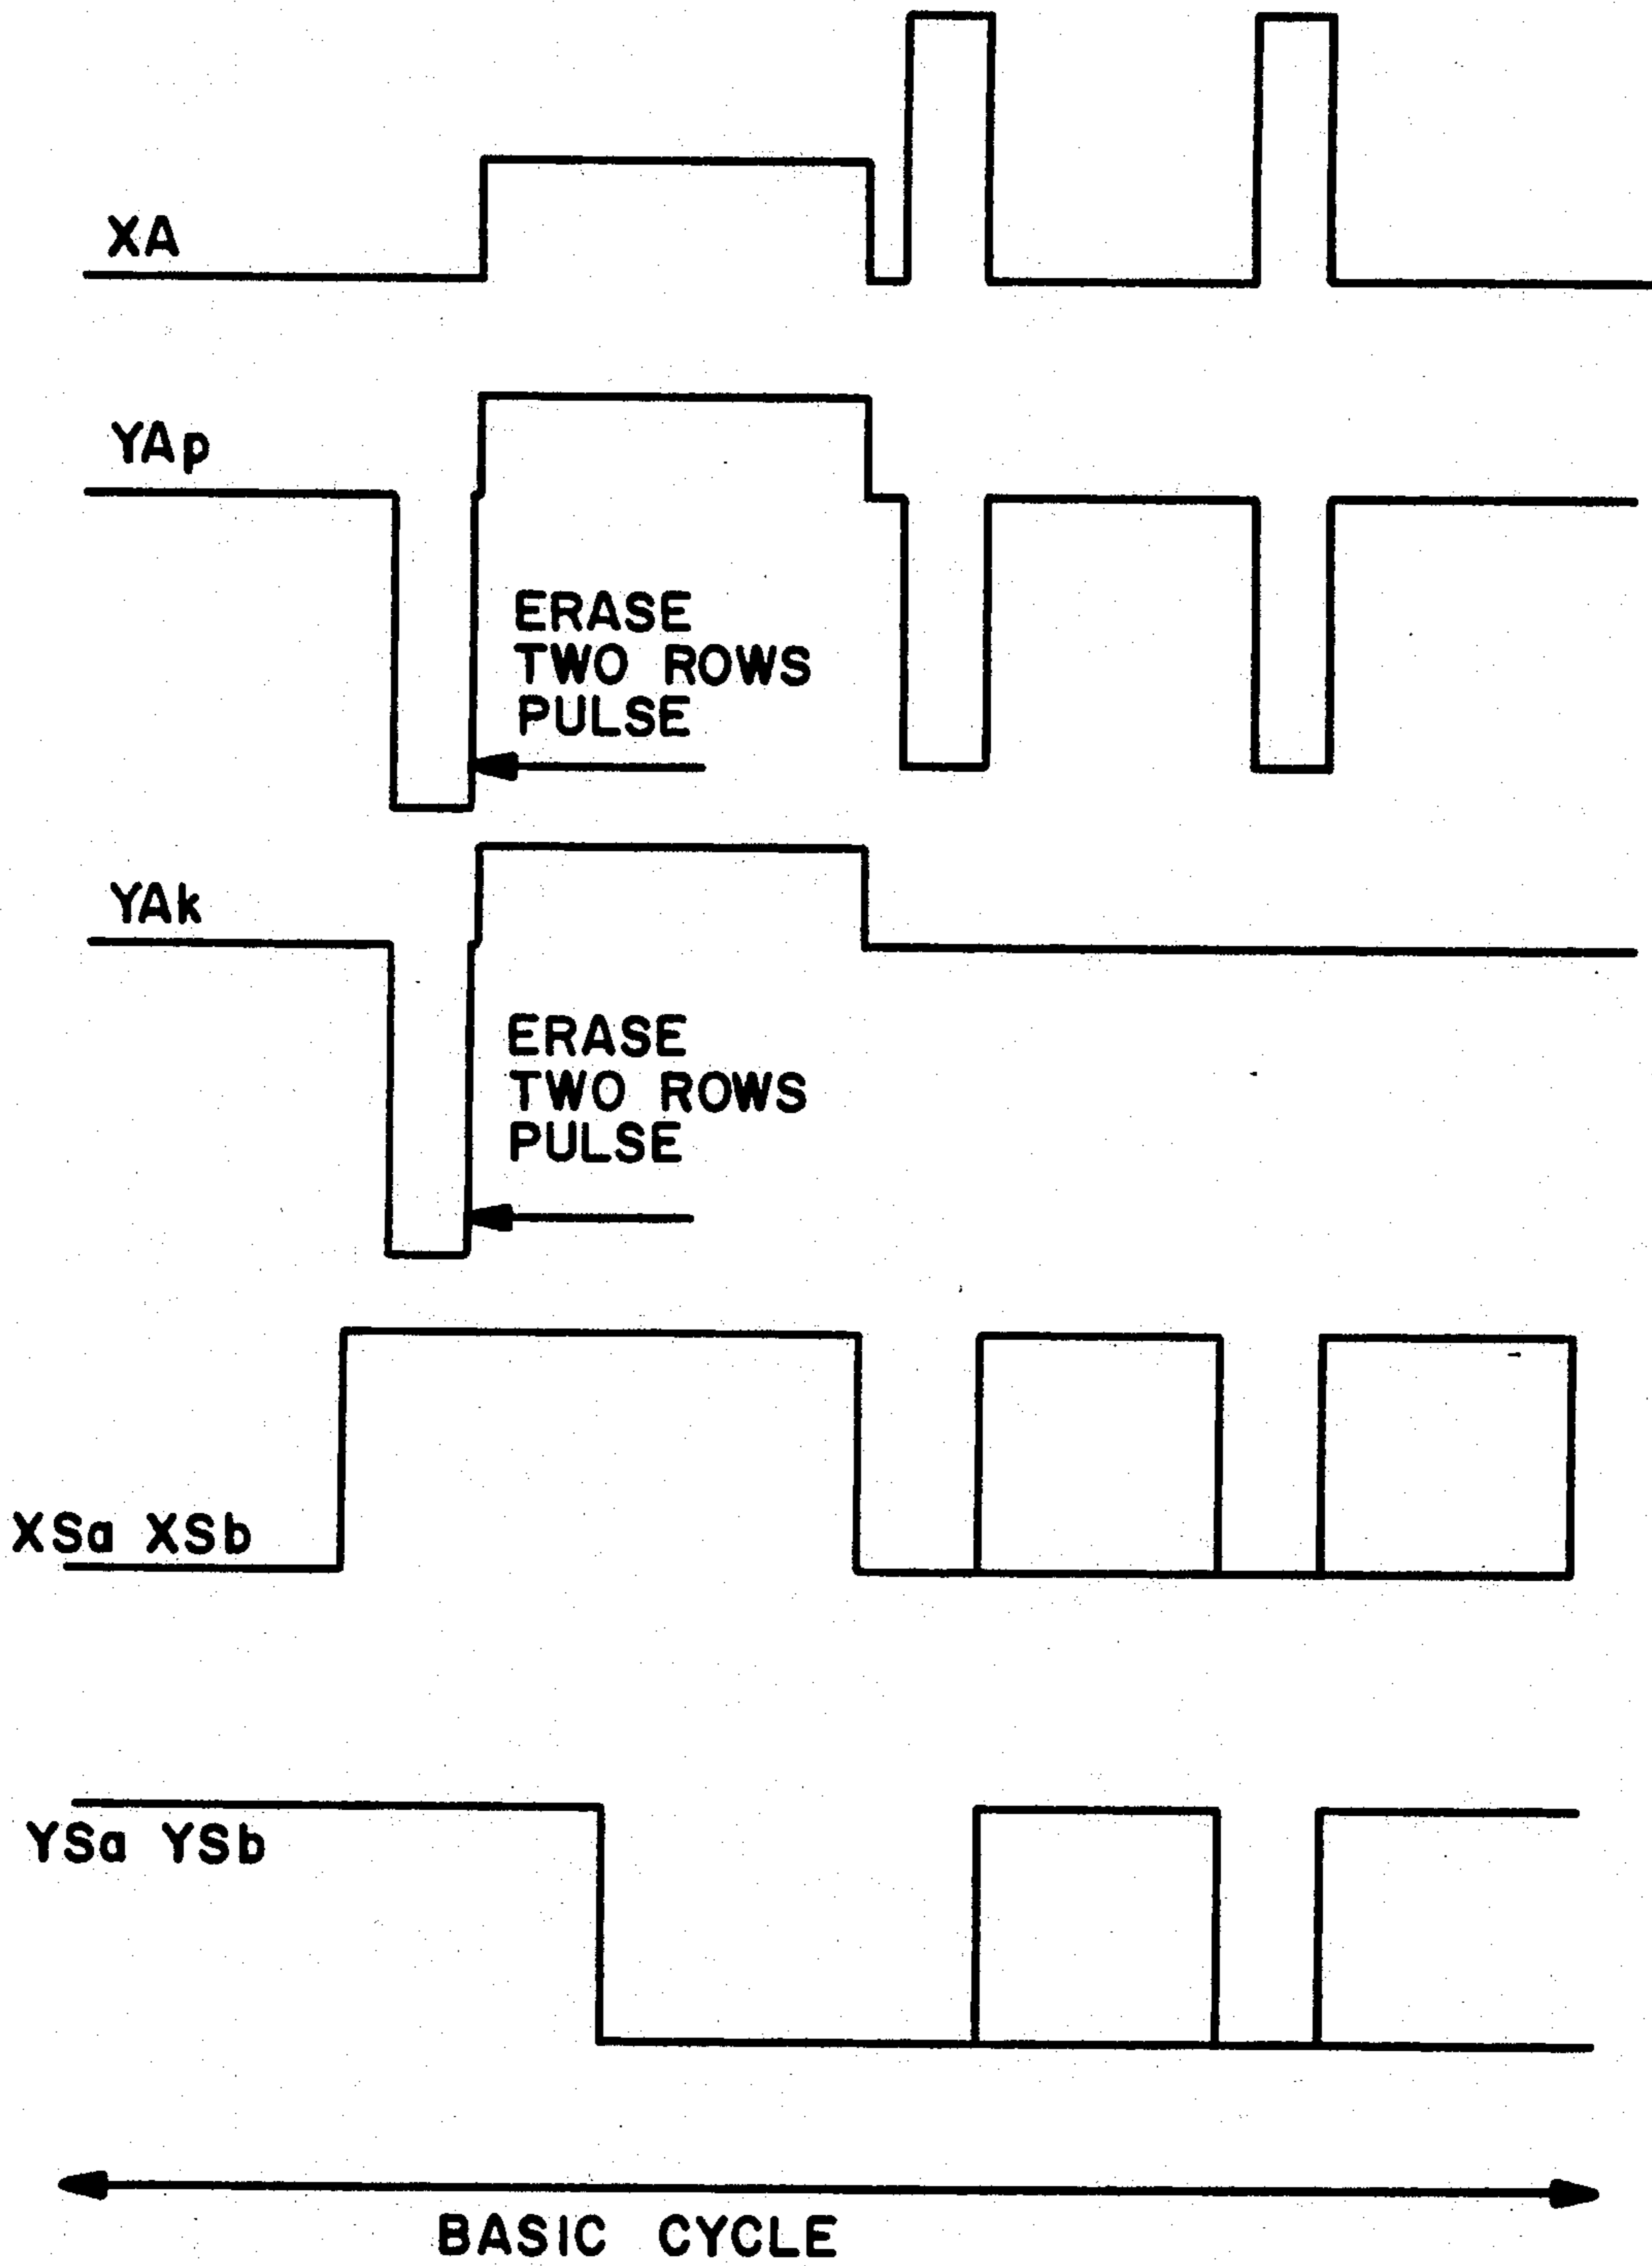 XA
YAp
ERASE
TWO ROWS
PULSE
YAk
ERASE
TWO ROWS
PULSE
XSa XSb
YSa YSb
BASIC CYCLE